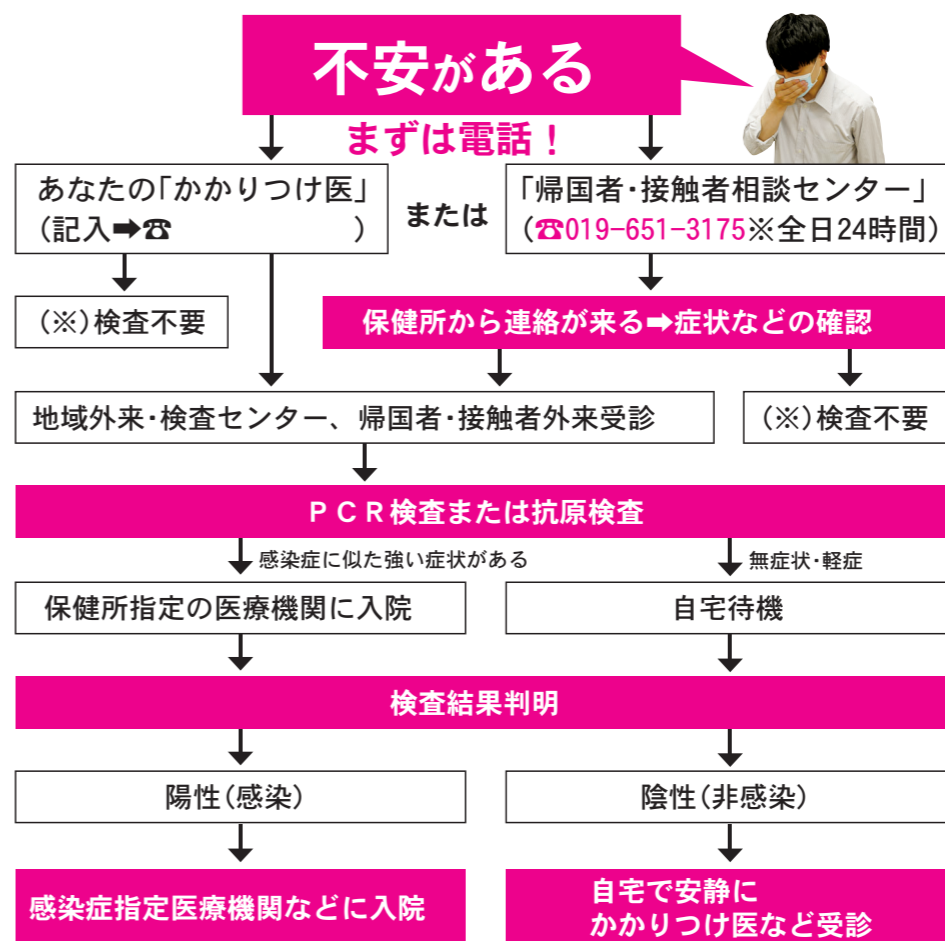 不安がある
まずは電話！
あなたの「かかりつけ医」
(記入➡☎　　　　　　　)
または
「帰国者・接触者相談センター」
(☎019-651-3175※全日24時間)
(※)検査不要
保健所から連絡が来る➡症状などの確認
地域外来・検査センター、帰国者・接触者外来受診
(※)検査不要
ＰＣＲ検査または抗原検査
感染症に似た強い症状がある
無症状・軽症
保健所指定の医療機関に入院
自宅待機
検査結果判明
陽性(感染)
陰性(非感染)
感染症指定医療機関などに入院
自宅で安静に
かかりつけ医など受診